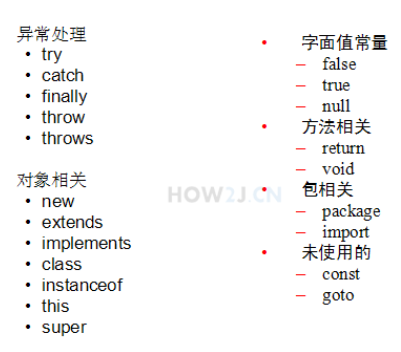 异常处理
• try
• catch
• finally
• throw
• throws
对象相关
• new
• extends
• implements
• class
• instanceof
• this
• super
HOW2J.CN
• 字面值常量
– false
– true
– null
• 方法相关
– return
– void
• 包相关
– package
– import
• 未使用的
– const
– goto